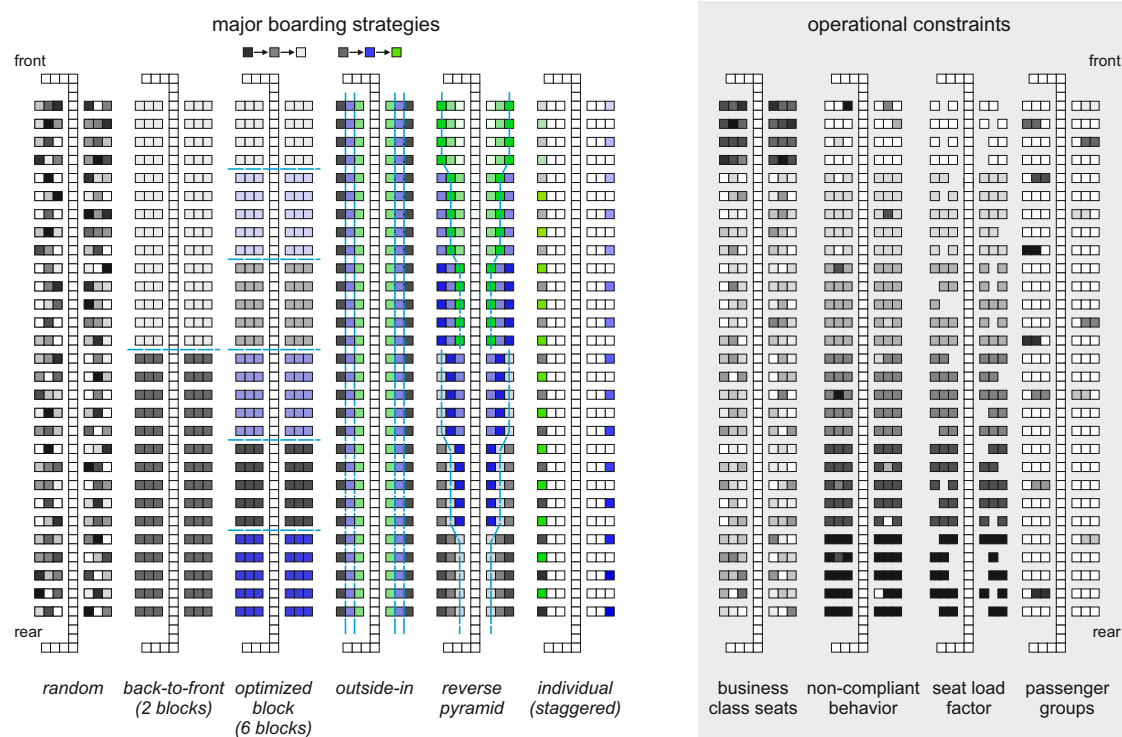 major boarding strategies
operational constraints
front
front
rear
rear
random
back-to-front
(2 blocks)
optimized
block
(6 blocks)
outside-in
reverse
pyramid
individual
(staggered)
business
class seats
non-compliant
behavior
seat load
factor
passenger
groups